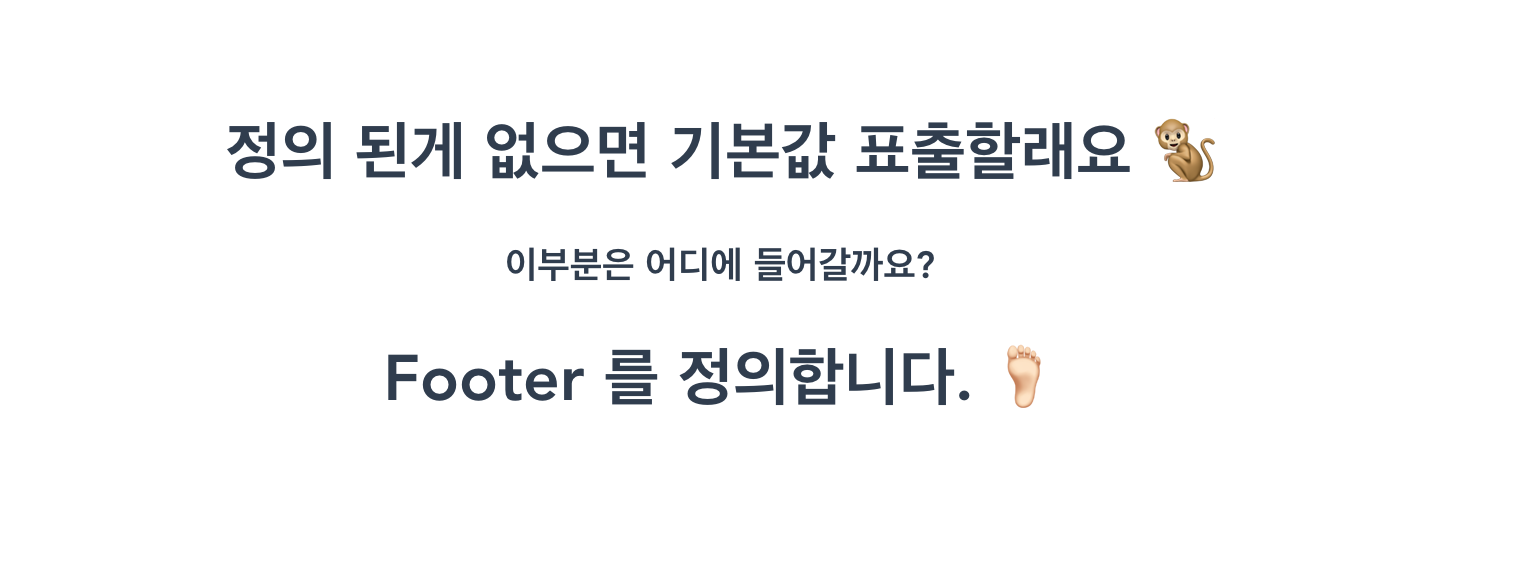 정의 된게 없으면 기본값 표출할래요 🐒
이부분은 어디에 들어갈까요?
Footer 를 정의합니다. 🦶🏻